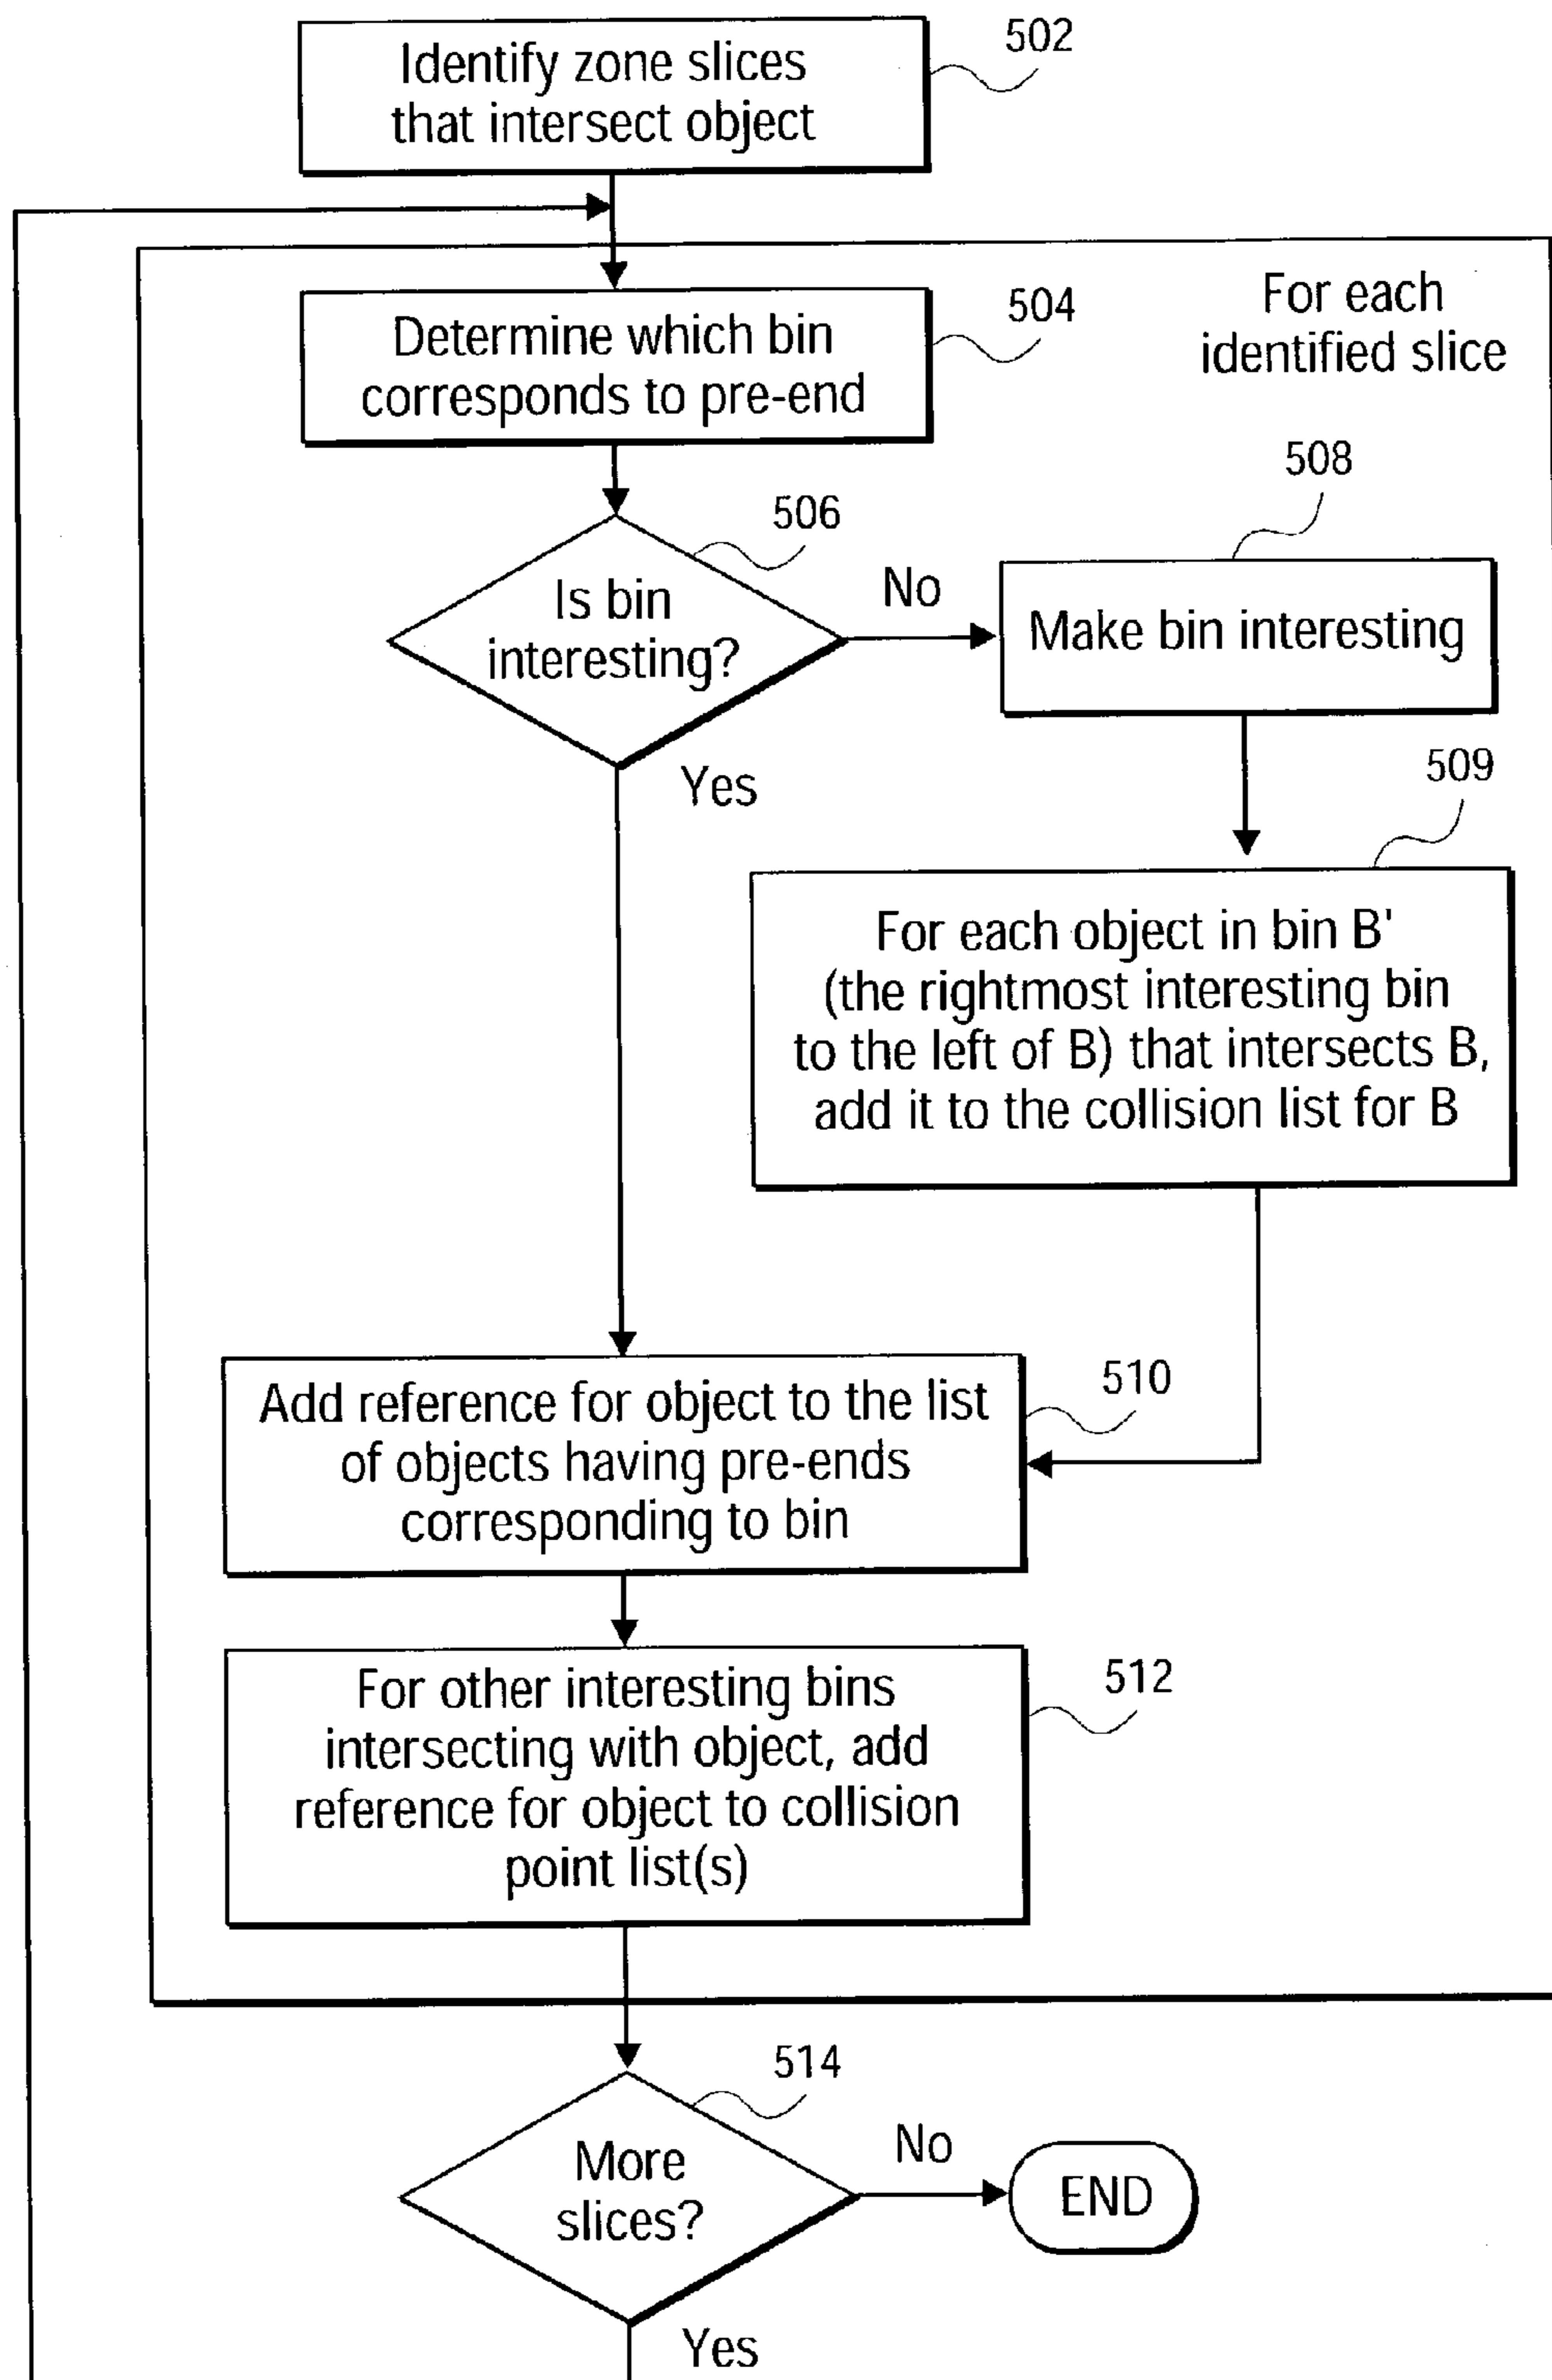 Identify zone slices
that intersect object
502
Determine which bin
corresponds to pre-end
504
For each
identified slice
Is bin
interesting?
506
No
Make bin interesting
508
Yes
For each object in bin B'
(the rightmost interesting bin
to the left of B) that intersects B,
add it to the collision list for B
509
Add reference for object to the list
of objects having pre-ends
corresponding to bin
510
For other interesting bins
intersecting with object, add
reference for object to collision
point list(s)
512
More
slices?
514
No
END
Yes